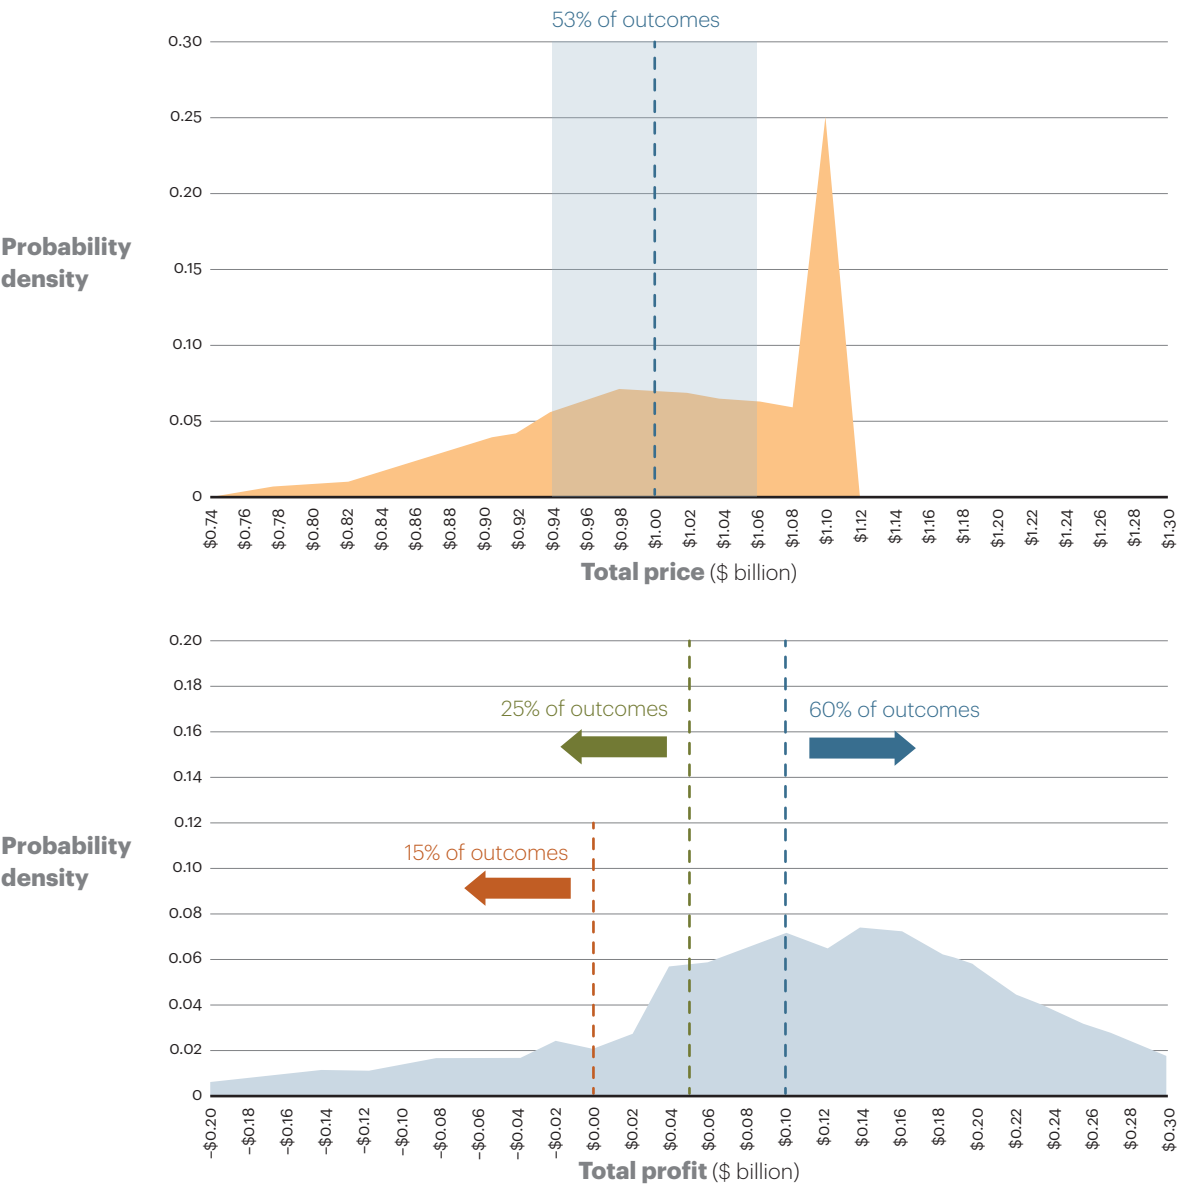 53% of outcomes
0.30
0.25
0.20
0.15
0.10
0.05
0
Probability
density
$0.74 $0.76 $0.78 $0.80 $0.82 $0.84 $0.86 $0.88 $0.90 $0.92 $0.94 $0.96 $0.98 $1.00 $1.02 $1.04 $1.06 $1.08 $1.10 $1.12 $1.14 $1.16 $1.18 $1.20 $1.22 $1.24 $1.26 $1.28 $1.30
Total price ($ billion)
0.20
0.18
0.16
0.14
0.12
0.10
0.08
0.06
0.04
0.02
0
Probability
density
25% of outcomes
60% of outcomes
15% of outcomes
–$0.20 –$0.18 –$0.16 –$0.14 –$0.12 –$0.10 –$0.08 –$0.06 –$0.04 –$0.02 –$0.00 $0.02 $0.04 $0.06 $0.08 $0.10 $0.12 $0.14 $0.16 $0.18 $0.20 $0.22 $0.24 $0.26 $0.28 $0.30
Total profit ($ billion)